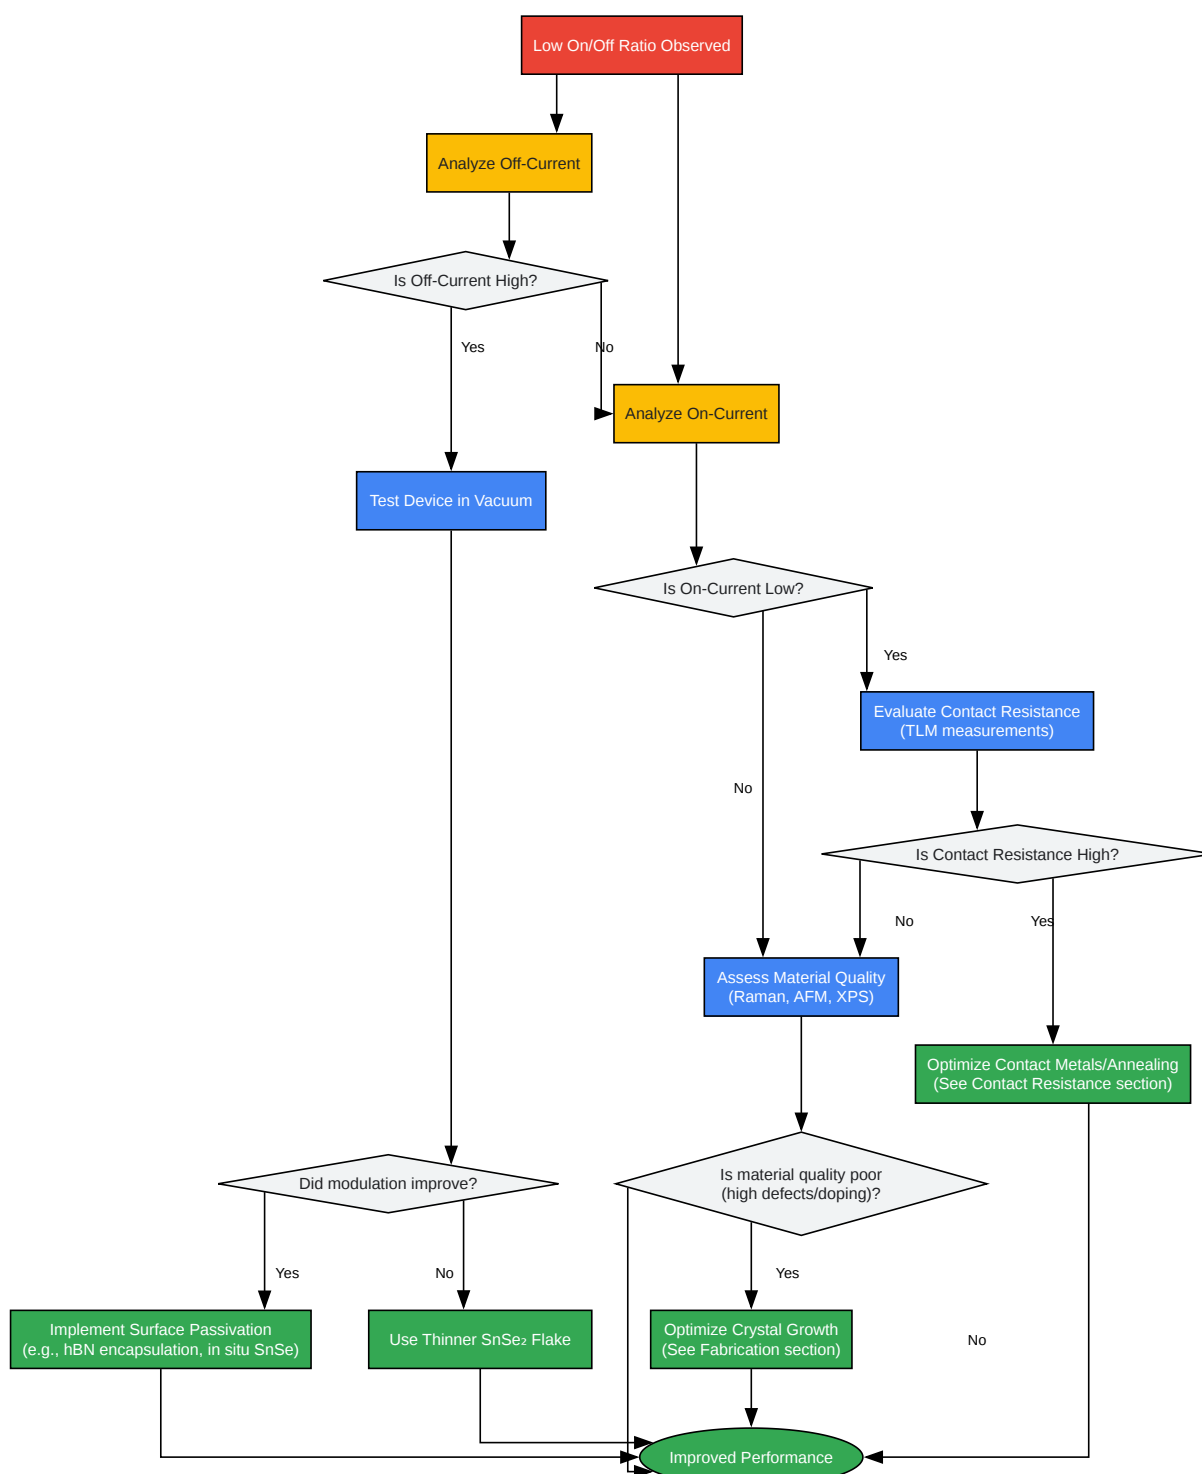 Low On/Off Ratio Observed
Analyze Off-Current
Is Off-Current High?
Yes
No
Analyze On-Current
Test Device in Vacuum
Is On-Current Low?
Yes
Evaluate Contact Resistance
(TLM measurements)
No
Is Contact Resistance High?
No
Yes
Assess Material Quality
(Raman, AFM, XPS)
Optimize Contact Metals/Annealing
(See Contact Resistance section)
Did modulation improve?
Is material quality poor
(high defects/doping)?
Yes
No
Yes
Implement Surface Passivation
(e.g., hBN encapsulation, in situ SnSe)
Use Thinner SnSe₂ Flake
Optimize Crystal Growth
(See Fabrication section)
No
Improved Performance